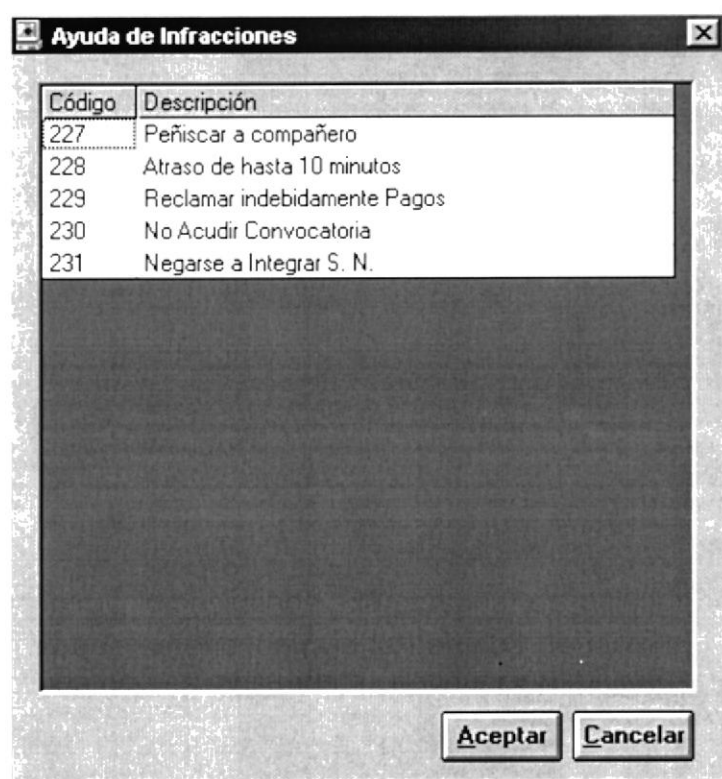 Ayuda de Infracciones
Código Descripción
227 Peñiscar a compañero
228 Atraso de hasta 10 minutos
229 Reclamar indebidamente Pagos
230 No Acudir Convocatoria
231 Negarse a Integrar S. N.
Aceptar Cancelar